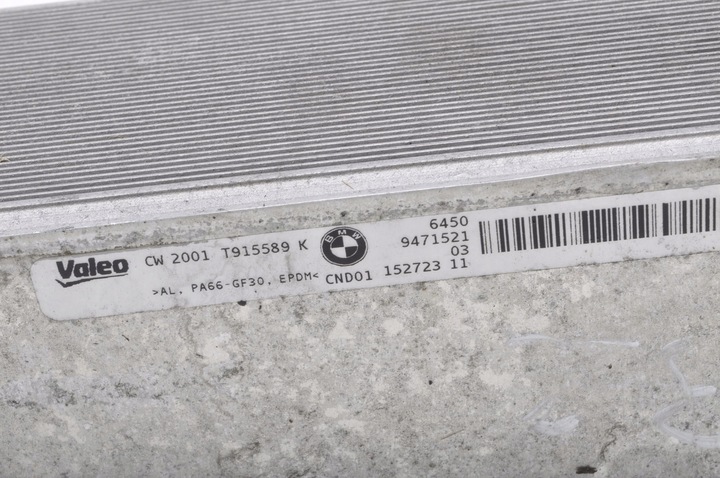 Valeo CW 2001 T915589 K BMW 6450
9471521
03
>AL, PA66-GF30, EPDM< CND01 152723 11